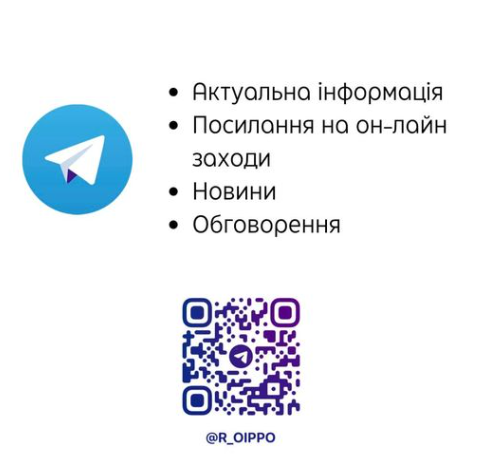 • Актуальна інформація
• Посилання на он-лайн
заходи
• Новини
• Обговорення
@R_OIPPO